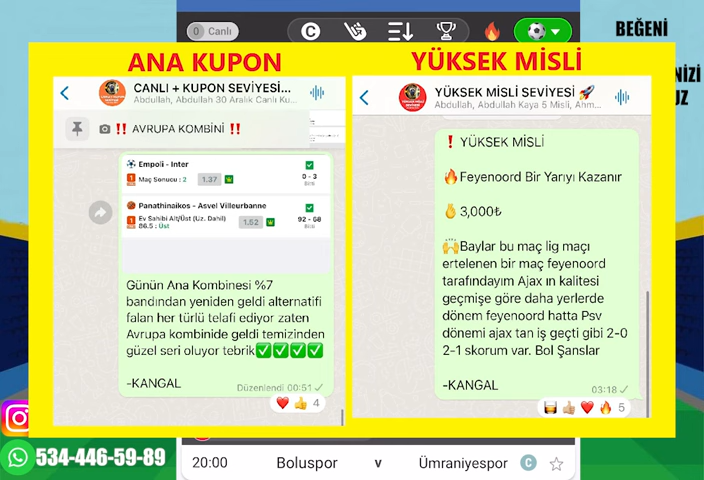 0 Canlı
C
BEĞENİ
NİZİ
UZ
ANA KUPON
YÜKSEK MİSLİ
CANLI + KUPON SEVİYESİ...
Abdullah, Abdullah 30 Aralık Canlı Ku...
‼️ AVRUPA KOMBİNİ ‼️
Empoli - Inter
1 Maç Sonucu : 2 1.37
0 - 3
Bitti
Panathinaikos - Asvel Villeurbanne
1 Ev Sahibi Alt/Üst (Uz. Dahil)
86.5 : Üst
1.52
92 - 68
Bitti
Günün Ana Kombinesi %7
bandından yeniden geldi alternatifi
falan her türlü telafi ediyor zaten
Avrupa kombinide geldi temizinden
güzel seri oluyor tebrik✅✅✅✅
-KANGAL
Düzenlendi 00:51
❤️👍 4
YÜKSEK MİSLİ SEVİYESİ 🚀
Abdullah, Abdullah Kaya 5 Misli, Ahm...
❗ YÜKSEK MİSLİ
🔥Feyenoord Bir Yarıyı Kazanır
💰 3,000₺
🙌Baylar bu maç lig maçı
ertelenen bir maç feyenoord
tarafındayım Ajax ın kalitesi
geçmişe göre daha yerlerde
dönem feyenoord hatta Psv
dönemi ajax tan iş geçti gibi 2-0
2-1 skorum var. Bol Şanslar
-KANGAL
03:18
5
534-446-59-89
20:00 Boluspor v Ümraniyespor C